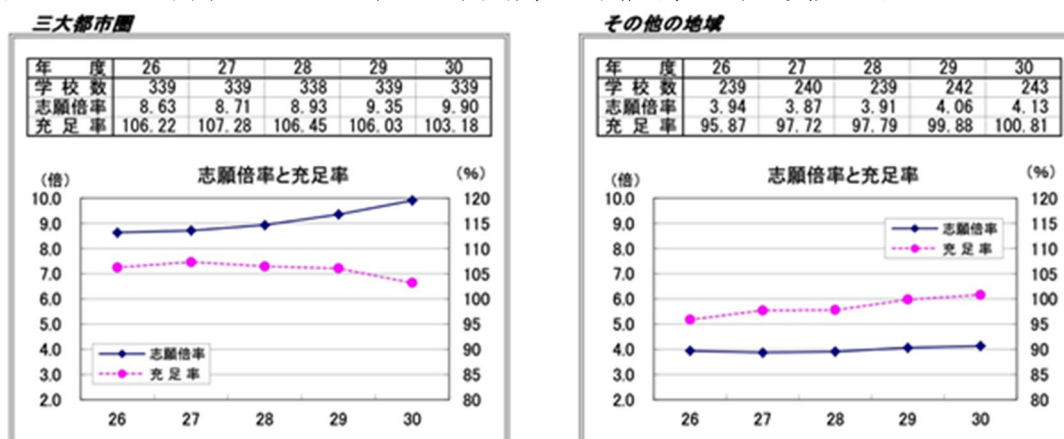 三大都市圏
年 度 26 27 28 29 30
学 校 数 339 339 338 339 339
志願倍率 8.63 8.71 8.93 9.35 9.90
充 足 率 106.22 107.28 106.45 106.03 103.18
志願倍率と充足率
(倍)
(%)
10.0
9.0
8.0
7.0
6.0
5.0
4.0
3.0
2.0
120
115
110
105
100
95
90
85
80
志願倍率
充 足 率
26 27 28 29 30
その他の地域
年 度 26 27 28 29 30
学 校 数 239 240 239 242 243
志願倍率 3.94 3.87 3.91 4.06 4.13
充 足 率 95.87 97.72 97.79 99.88 100.81
志願倍率と充足率
(倍)
(%)
10.0
9.0
8.0
7.0
6.0
5.0
4.0
3.0
2.0
120
115
110
105
100
95
90
85
80
志願倍率
充 足 率
26 27 28 29 30